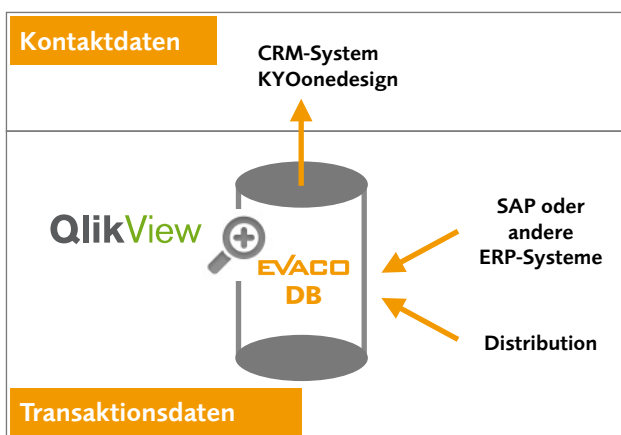 Kontaktdaten
CRM-System
KYOonedesign
QlikView
EVACO
DB
SAP oder
andere
ERP-Systeme
Distribution
Transaktionsdaten